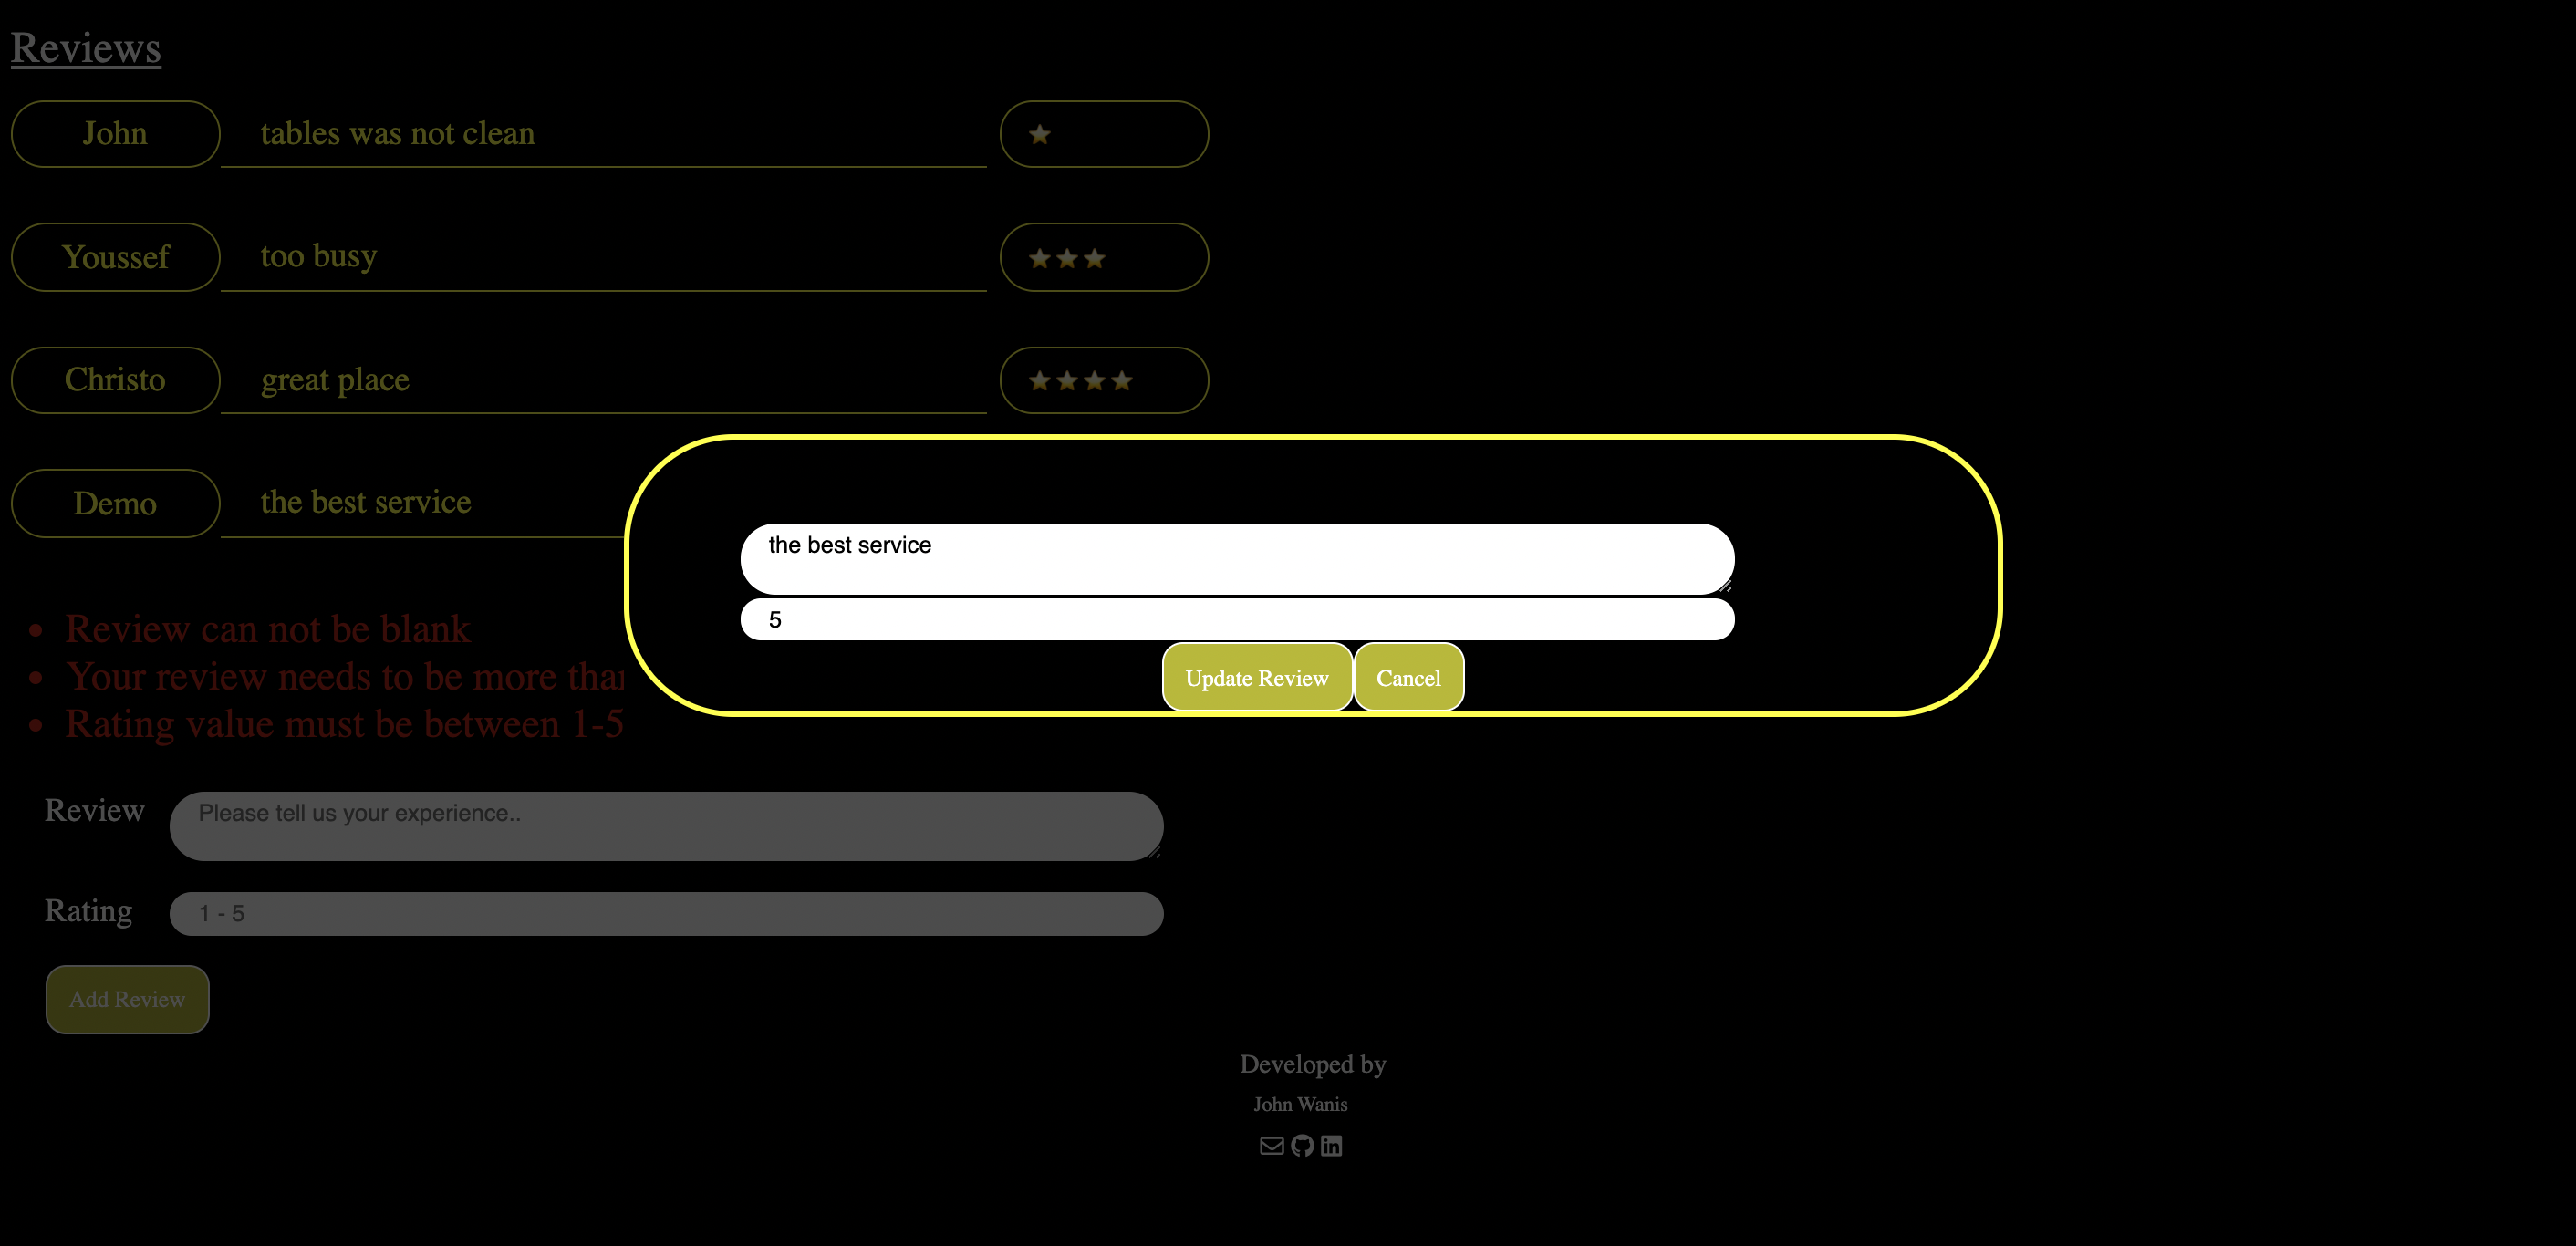 Reviews
John tables was not clean
Youssef too busy
Christo great place
Demo the best service
the best service
5
Update Review Cancel
Review can not be blank
Your review needs to be more
Rating value must be between 1-5
Review Please tell us your experience..
Rating 1 - 5
Add Review
Developed by
John Wanis